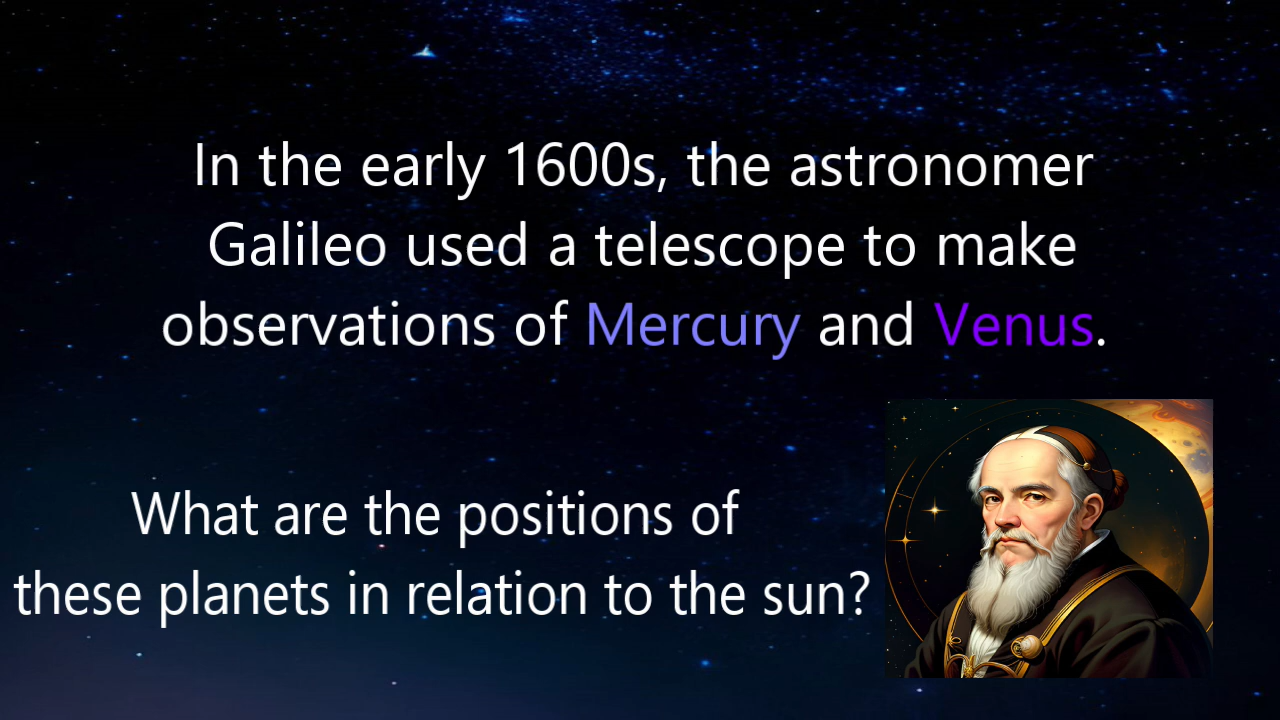 In the early 1600s, the astronomer
Galileo used a telescope to make
observations of Mercury and Venus.
What are the positions of
these planets in relation to the sun?